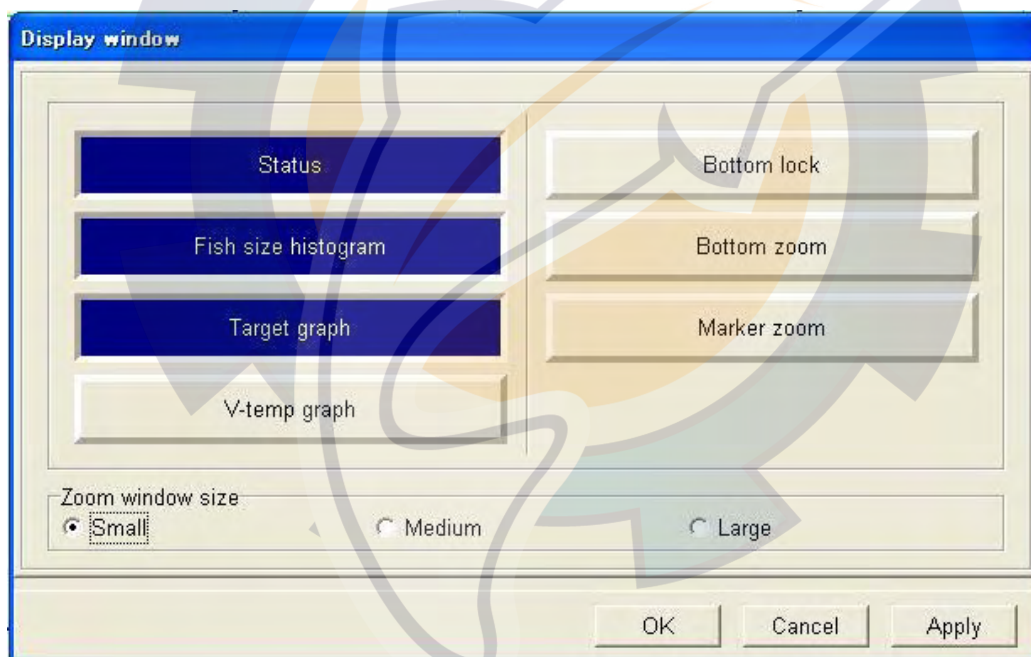 Display window
Status
Bottom lock
Fish size histogram
Bottom zoom
Target graph
Marker zoom
V-temp graph
Zoom window size
Small
Medium
Large
OK
Cancel
Apply